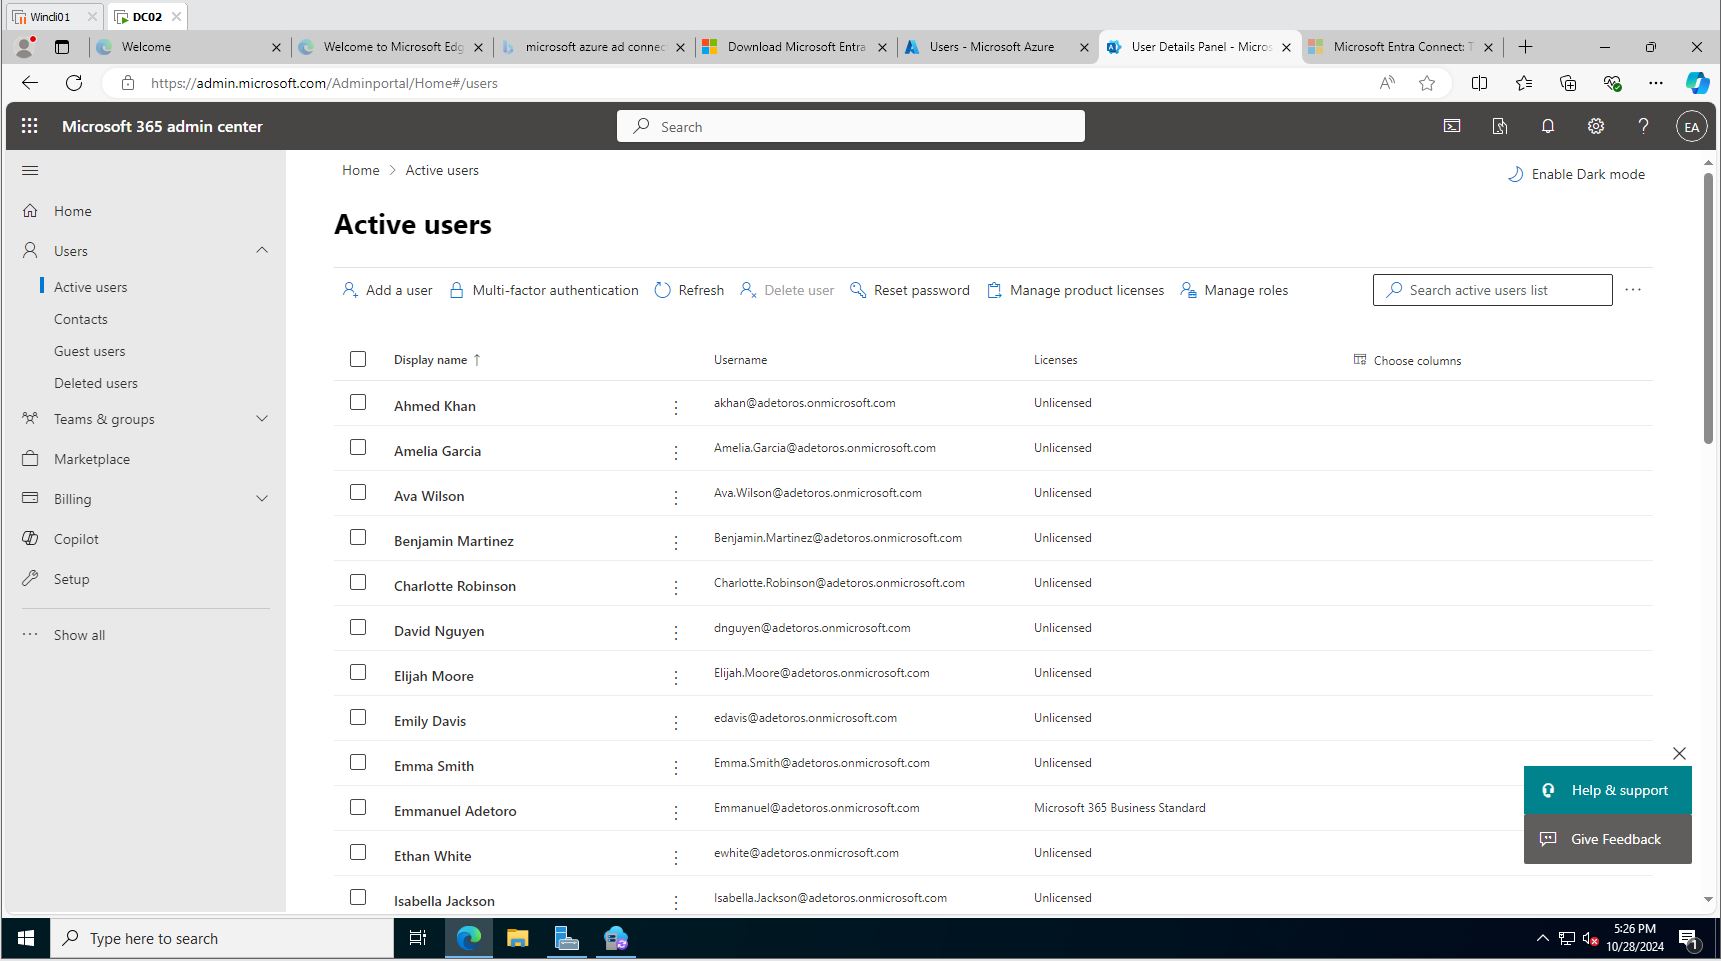 Windi01
DC02
Welcome
Welcome to Microsoft Edg
microsoft azure ad connec
Download Microsoft Entra
Users - Microsoft Azure
User Details Panel - Micros
Microsoft Entra Connect: T
https://admin.microsoft.com/Adminportal/Home#/users
Microsoft 365 admin center
Search
EA
Home
Users
Active users
Contacts
Guest users
Deleted users
Teams & groups
Marketplace
Billing
Copilot
Setup
Show all
Home > Active users
Enable Dark mode
Active users
Add a user Multi-factor authentication Refresh Delete user Reset password Manage product licenses Manage roles
Search active users list
Display name ↑ Username Licenses Choose columns
Ahmed Khan akhan@adetoros.onmicrosoft.com Unlicensed
Amelia Garcia Amelia.Garcia@adetoros.onmicrosoft.com Unlicensed
Ava Wilson Ava.Wilson@adetoros.onmicrosoft.com Unlicensed
Benjamin Martinez Benjamin.Martinez@adetoros.onmicrosoft.com Unlicensed
Charlotte Robinson Charlotte.Robinson@adetoros.onmicrosoft.com Unlicensed
David Nguyen dnguyen@adetoros.onmicrosoft.com Unlicensed
Elijah Moore Elijah.Moore@adetoros.onmicrosoft.com Unlicensed
Emily Davis edavis@adetoros.onmicrosoft.com Unlicensed
Emma Smith Emma.Smith@adetoros.onmicrosoft.com Unlicensed
Emmanuel Adetoro Emmanuel@adetoros.onmicrosoft.com Microsoft 365 Business Standard
Ethan White ewhite@adetoros.onmicrosoft.com Unlicensed
Isabella Jackson Isabella.Jackson@adetoros.onmicrosoft.com Unlicensed
Help & support
Give Feedback
Type here to search
5:26 PM
10/28/2024
1